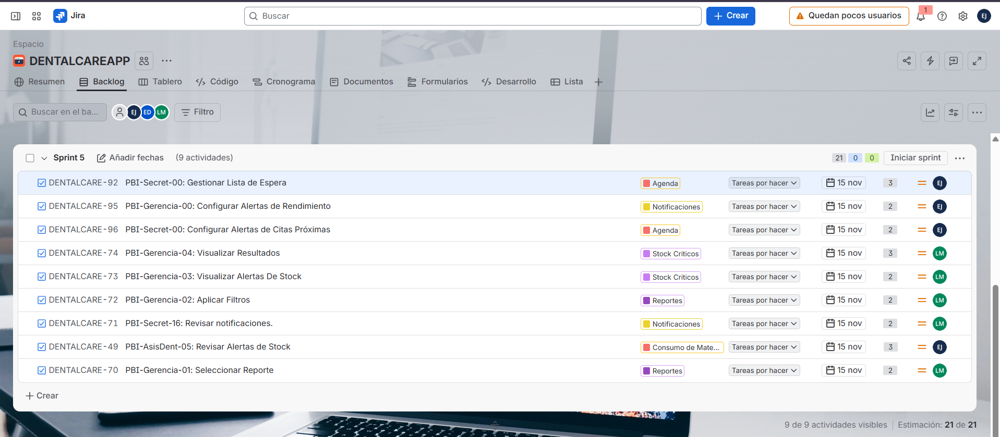 Jira
Buscar
Crear
Quedan pocos usuarios
1
EJ
Espacio
DENTALCAREAPP
Resumen
Backlog
Tablero
Código
Cronograma
Documentos
Formularios
Desarrollo
Lista
Buscar en el ba...
EJ
ED
LM
Filtro
Sprint 5 Añadir fechas (9 actividades) 21 0 0 Iniciar sprint
DENTALCARE-92 PBI-Secret-00: Gestionar Lista de Espera Agenda Tareas por hacer 15 nov 3 EJ
DENTALCARE-95 PBI-Gerencia-00: Configurar Alertas de Rendimiento Notificaciones Tareas por hacer 15 nov 2 EJ
DENTALCARE-96 PBI-Secret-00: Configurar Alertas de Citas Próximas Agenda Tareas por hacer 15 nov 2 EJ
DENTALCARE-74 PBI-Gerencia-04: Visualizar Resultados Stock Criticos Tareas por hacer 15 nov 3 LM
DENTALCARE-73 PBI-Gerencia-03: Visualizar Alertas De Stock Stock Criticos Tareas por hacer 15 nov 2 LM
DENTALCARE-72 PBI-Gerencia-02: Aplicar Filtros Reportes Tareas por hacer 15 nov 2 LM
DENTALCARE-71 PBI-Secret-16: Revisar notificaciones. Notificaciones Tareas por hacer 15 nov 2 LM
DENTALCARE-49 PBI-AsisDent-05: Revisar Alertas de Stock Consumo de Mate... Tareas por hacer 15 nov 3 EJ
DENTALCARE-70 PBI-Gerencia-01: Seleccionar Reporte Reportes Tareas por hacer 15 nov 2 LM
Crear
9 de 9 actividades visibles Estimación: 21 de 21